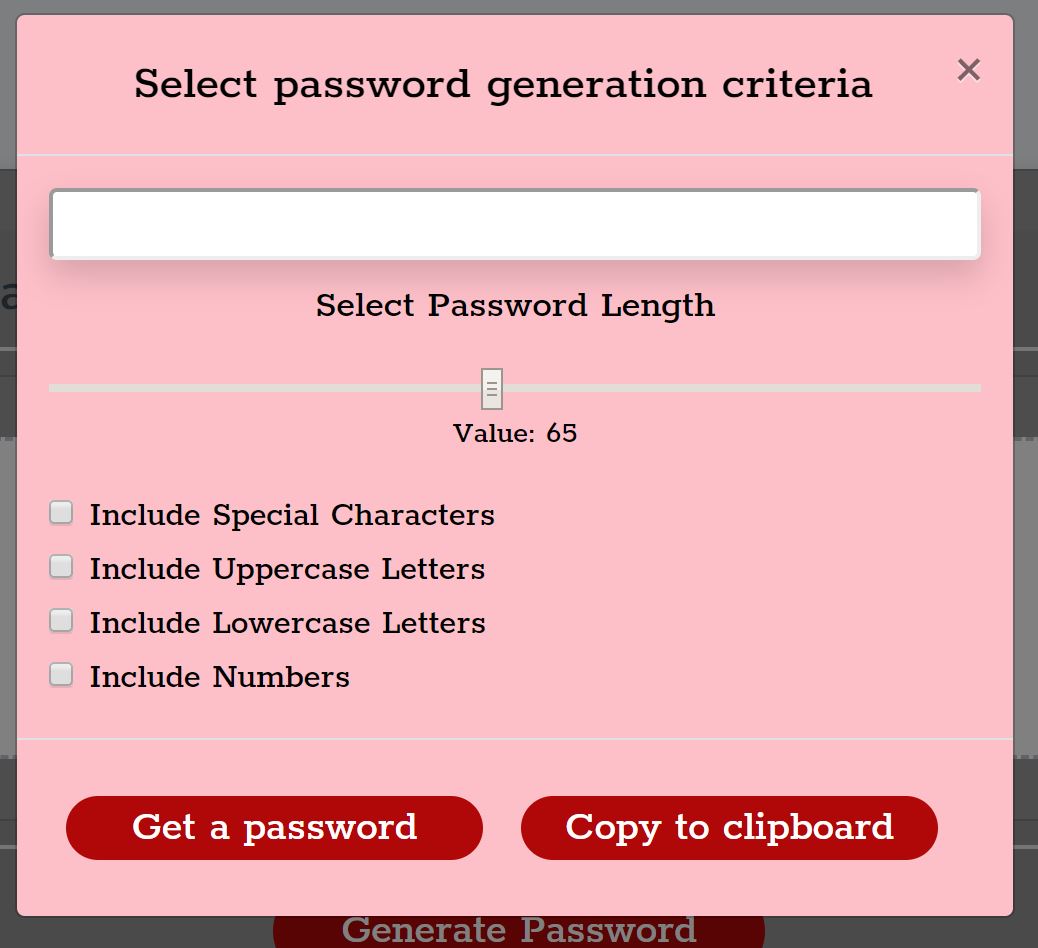 Select password generation criteria
×
Select Password Length
Value: 65
Include Special Characters
Include Uppercase Letters
Include Lowercase Letters
Include Numbers
Get a password
Copy to clipboard
Generate Password